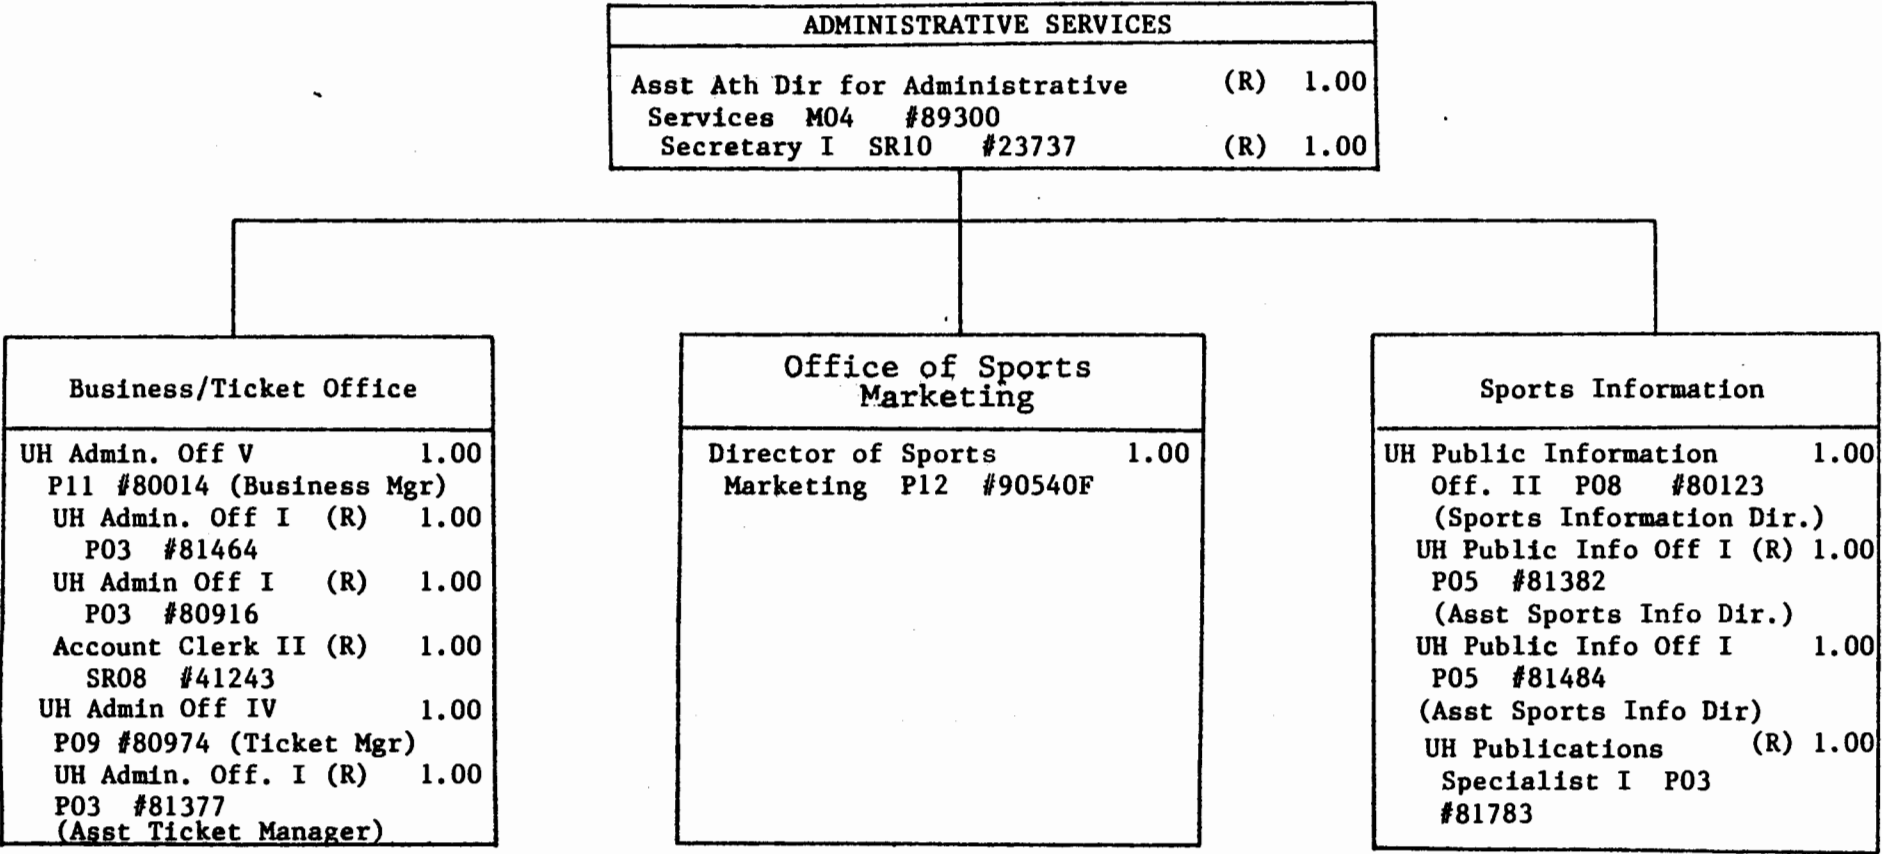 ADMINISTRATIVE SERVICES
Asst Ath Dir for Administrative (R) 1.00
Services M04 #89300
Secretary I SR10 #23737 (R) 1.00
Business/Ticket Office
UH Admin. Off V 1.00
P11 #80014 (Business Mgr)
UH Admin. Off I (R) 1.00
P03 #81464
UH Admin Off I (R) 1.00
P03 #80916
Account Clerk II (R) 1.00
SR08 #41243
UH Admin Off IV 1.00
P09 #80974 (Ticket Mgr)
UH Admin. Off. I (R) 1.00
P03 #81377
(Asst Ticket Manager)
Office of Sports
Marketing
Director of Sports 1.00
Marketing P12 #90540F
Sports Information
UH Public Information 1.00
Off. II P08 #80123
(Sports Information Dir.)
UH Public Info Off I (R) 1.00
P05 #81382
(Asst Sports Info Dir.)
UH Public Info Off I 1.00
P05 #81484
(Asst Sports Info Dir)
UH Publications (R) 1.00
Specialist I P03
#81783